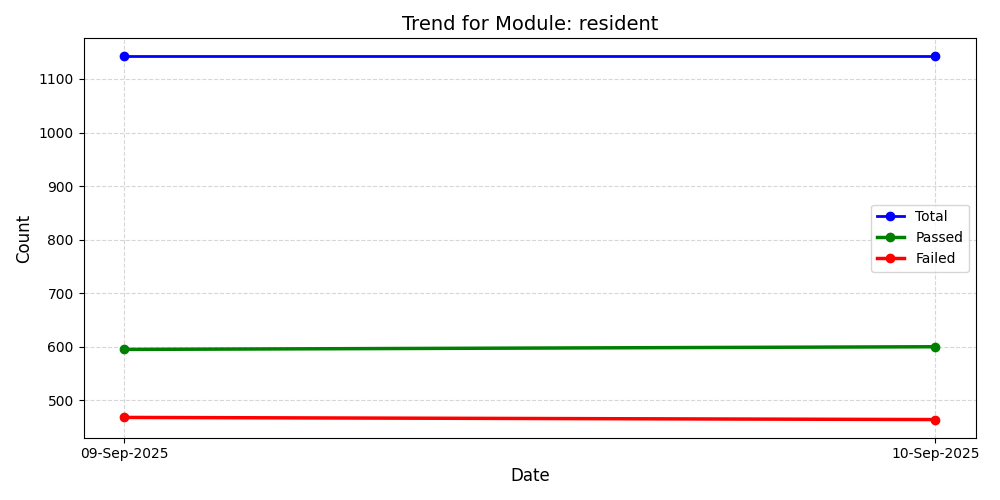 Trend for Module: resident
1100
1000
900
800
700
600
500
Count
Total
Passed
Failed
09-Sep-2025
10-Sep-2025
Date